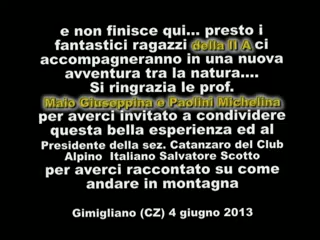 e non finisce qui... presto i
fantastici ragazzi della II A ci
accompagneranno in una nuova
avventura tra la natura....
Si ringrazia le prof.
Maio Giuseppina e Paolini Michelina
per averci invitato a condividere
questa bella esperienza ed al
Presidente della sez. Catanzaro del Club
Alpino Italiano Salvatore Scotto
per averci raccontato su come
andare in montagna
Gimigliano (CZ) 4 giugno 2013